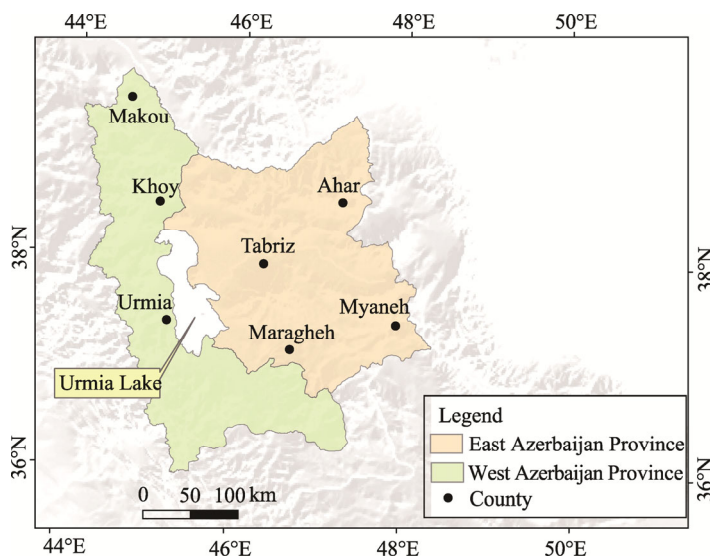 44°E 46°E 48°E 50°E
Makou
Khoy
Ahar
38°N
Tabriz
38°N
Urmia
Myaneh
Maragheh
Urmia Lake
Legend
East Azerbaijan Province
West Azerbaijan Province
County
36°N
36°N
0 50 100 km
44°E 46°E 48°E 50°E